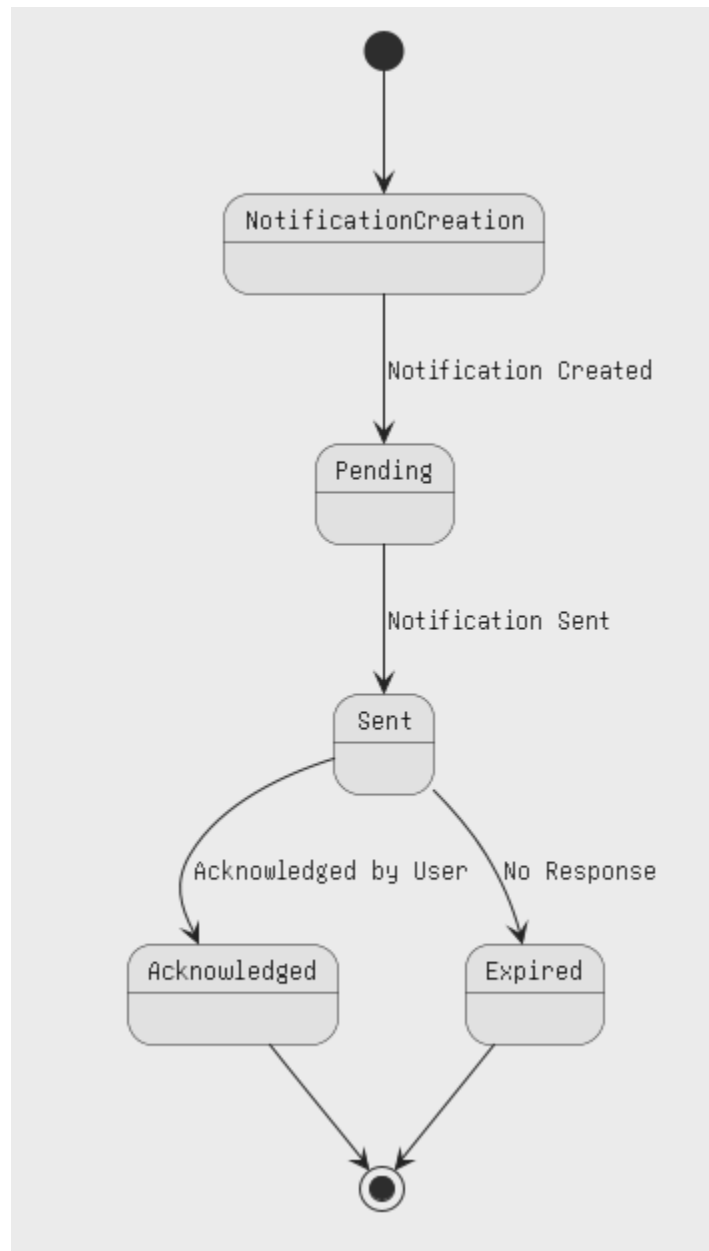 NotificationCreation
Notification Created
Pending
Notification Sent
Sent
Acknowledged by User
No Response
Acknowledged
Expired